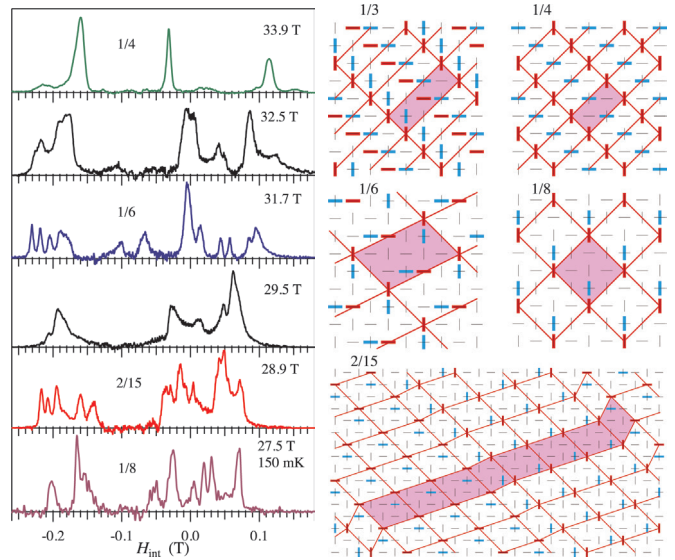 1/4
33.9 T
32.5 T
1/6
31.7 T
29.5 T
2/15
28.9 T
1/8
27.5 T
150 mK
-0.2
-0.1
0.0
0.1
Hint (T)
1/3
1/4
1/6
1/8
2/15